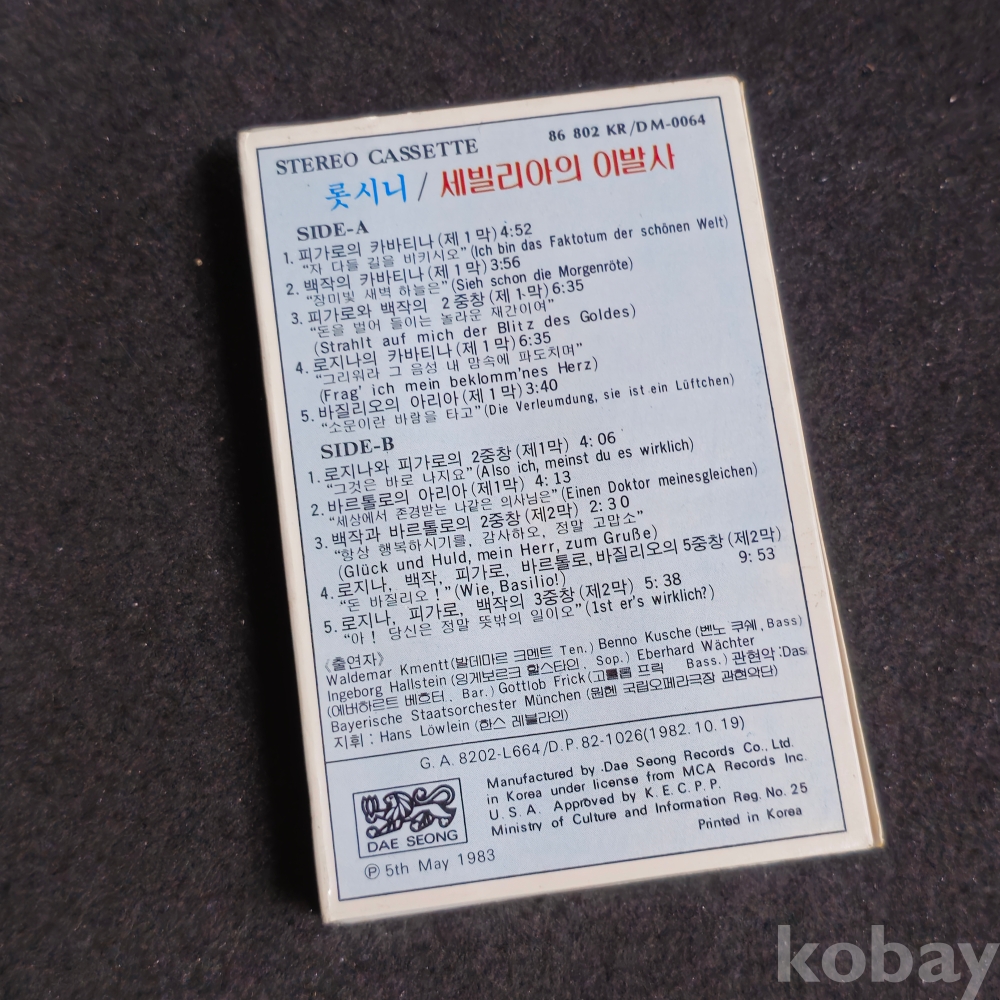 STEREO CASSETTE
86 802 KR/DM-0064
롯시니 / 세빌리아의 이발사
SIDE-A
1. 피가로의 카바티나(제1막)4:52
"자 다들 길을 비키시오"(Ich bin das Faktotum der schönen Welt)
2. 백작의 카바티나(제1막)3:56
"장미빛 새벽 하늘은"(Sieh schon die Morgenröte)
3. 피가로와 백작의 2중창(제1막)6:35
"돈을 벌어 들이는 놀라운 재간이여"
(Strahlt auf mich der Blitz des Goldes)
4. 로지나의 카바티나(제1막)6:35
"그리워라 그 음성 내 맘속에 파도치며"
(Frag' ich mein beklomm'nes Herz)
5. 바질리오의 아리아(제1막)3:40
"소문이란 바람을 타고"(Die Verleumdung, sie ist ein Lüftchen)
SIDE-B
1. 로지나와 피가로의 2중창(제1막) 4:06
"그것은 바로 나지요"(Also ich, meinst du es wirklich)
2. 바르톨로의 아리아(제1막) 4:13
"세상에서 존경받는 나같은 의사님은"(Einen Doktor meinesgleichen)
3. 백작과 바르톨로의 2중창(제2막) 2:30
"항상 행복하시기를, 감사하오, 정말 고맙소"
(Glück und Huld, mein Herr, zum Gruße)
4. 로지나, 백작, 피가로, 바르톨로, 바질리오의 5중창(제2막)
"돈 바질리오!"(Wie, Basilio!) 9:53
5. 로지나, 피가로, 백작의 3중창(제2막) 5:38
"아! 당신은 정말 뜻밖의 일이오"(1st er's wirklich?)
《출연자》
Waldemar Kmentt(발데마르 크멘트 Ten.) Benno Kusche(벤노 쿠쉐, Bass)
Ingeborg Hallstein(잉게보르크 할스타인, Sop.) Eberhard Wächter
(에버하르트 베흐터, Bar.) Gottlob Frick(고틀롭 프릭 Bass.) 관현악:Das
Bayerische Staatsorchester München(뮌헨 국립오페라극장 관현악단)
지휘 : Hans Löwlein(한스 레블라인)
G. A. 8202-L664/D.P. 82-1026(1982. 10. 19)
DAE SEONG
Manufactured by .Dae Seong Records Co., Ltd.
in Korea under license from MCA Records Inc.
U. S. A. Approved by K. E. C. P. P.
Ministry of Culture and Information Reg. No. 25
Printed in Korea
Ⓟ 5th May 1983
kobay